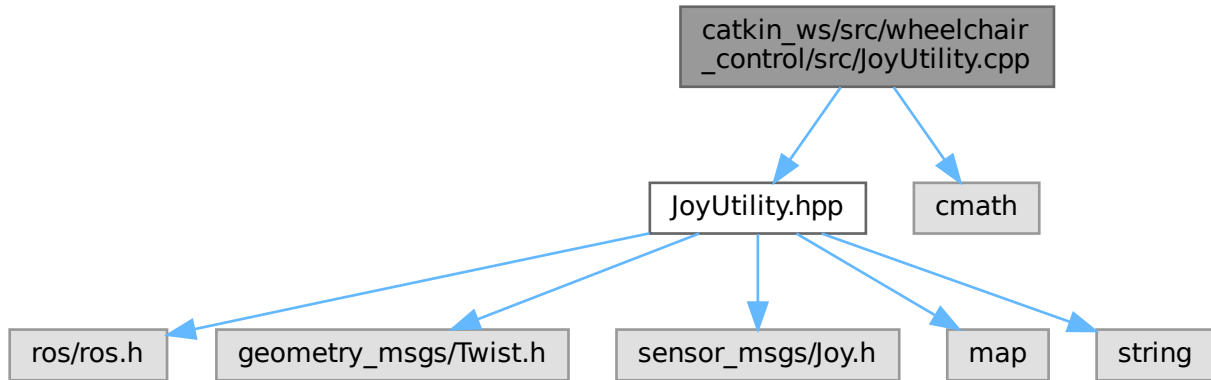 catkin_ws/src/wheelchair
_control/src/JoyUtility.cpp
JoyUtility.hpp
cmath
ros/ros.h
geometry_msgs/Twist.h
sensor_msgs/Joy.h
map
string